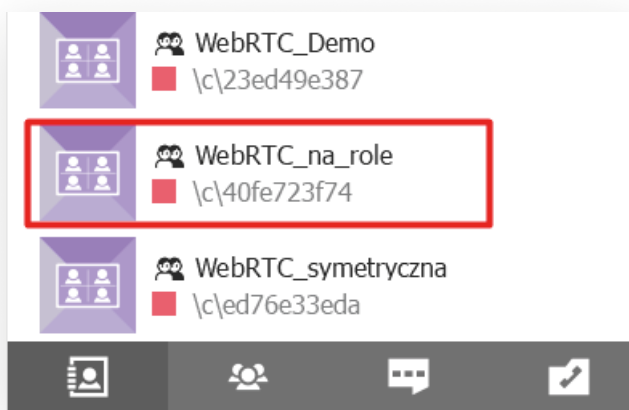 WebRTC_Demo
\c\23ed49e387
WebRTC_na_role
\c\40fe723f74
WebRTC_symetryczna
\c\ed76e33eda